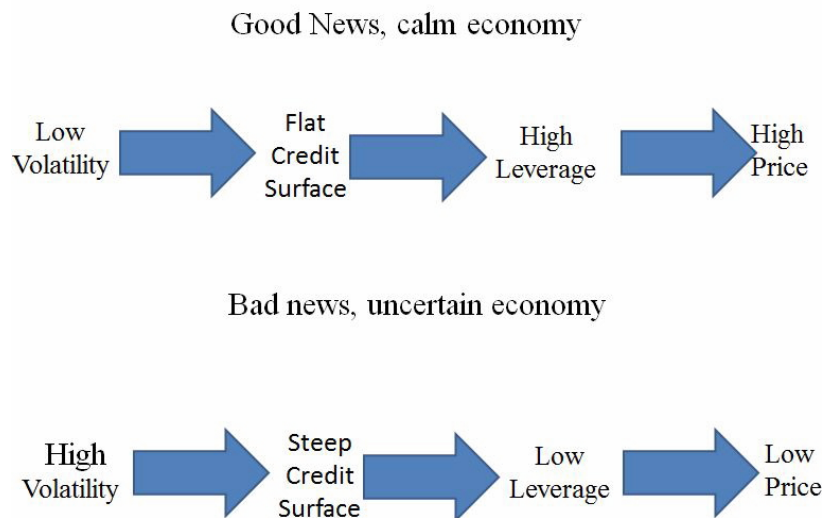 Good News, calm economy
Low
Volatility
Flat
Credit
Surface
High
Leverage
High
Price
Bad news, uncertain economy
High
Volatility
Steep
Credit
Surface
Low
Leverage
Low
Price